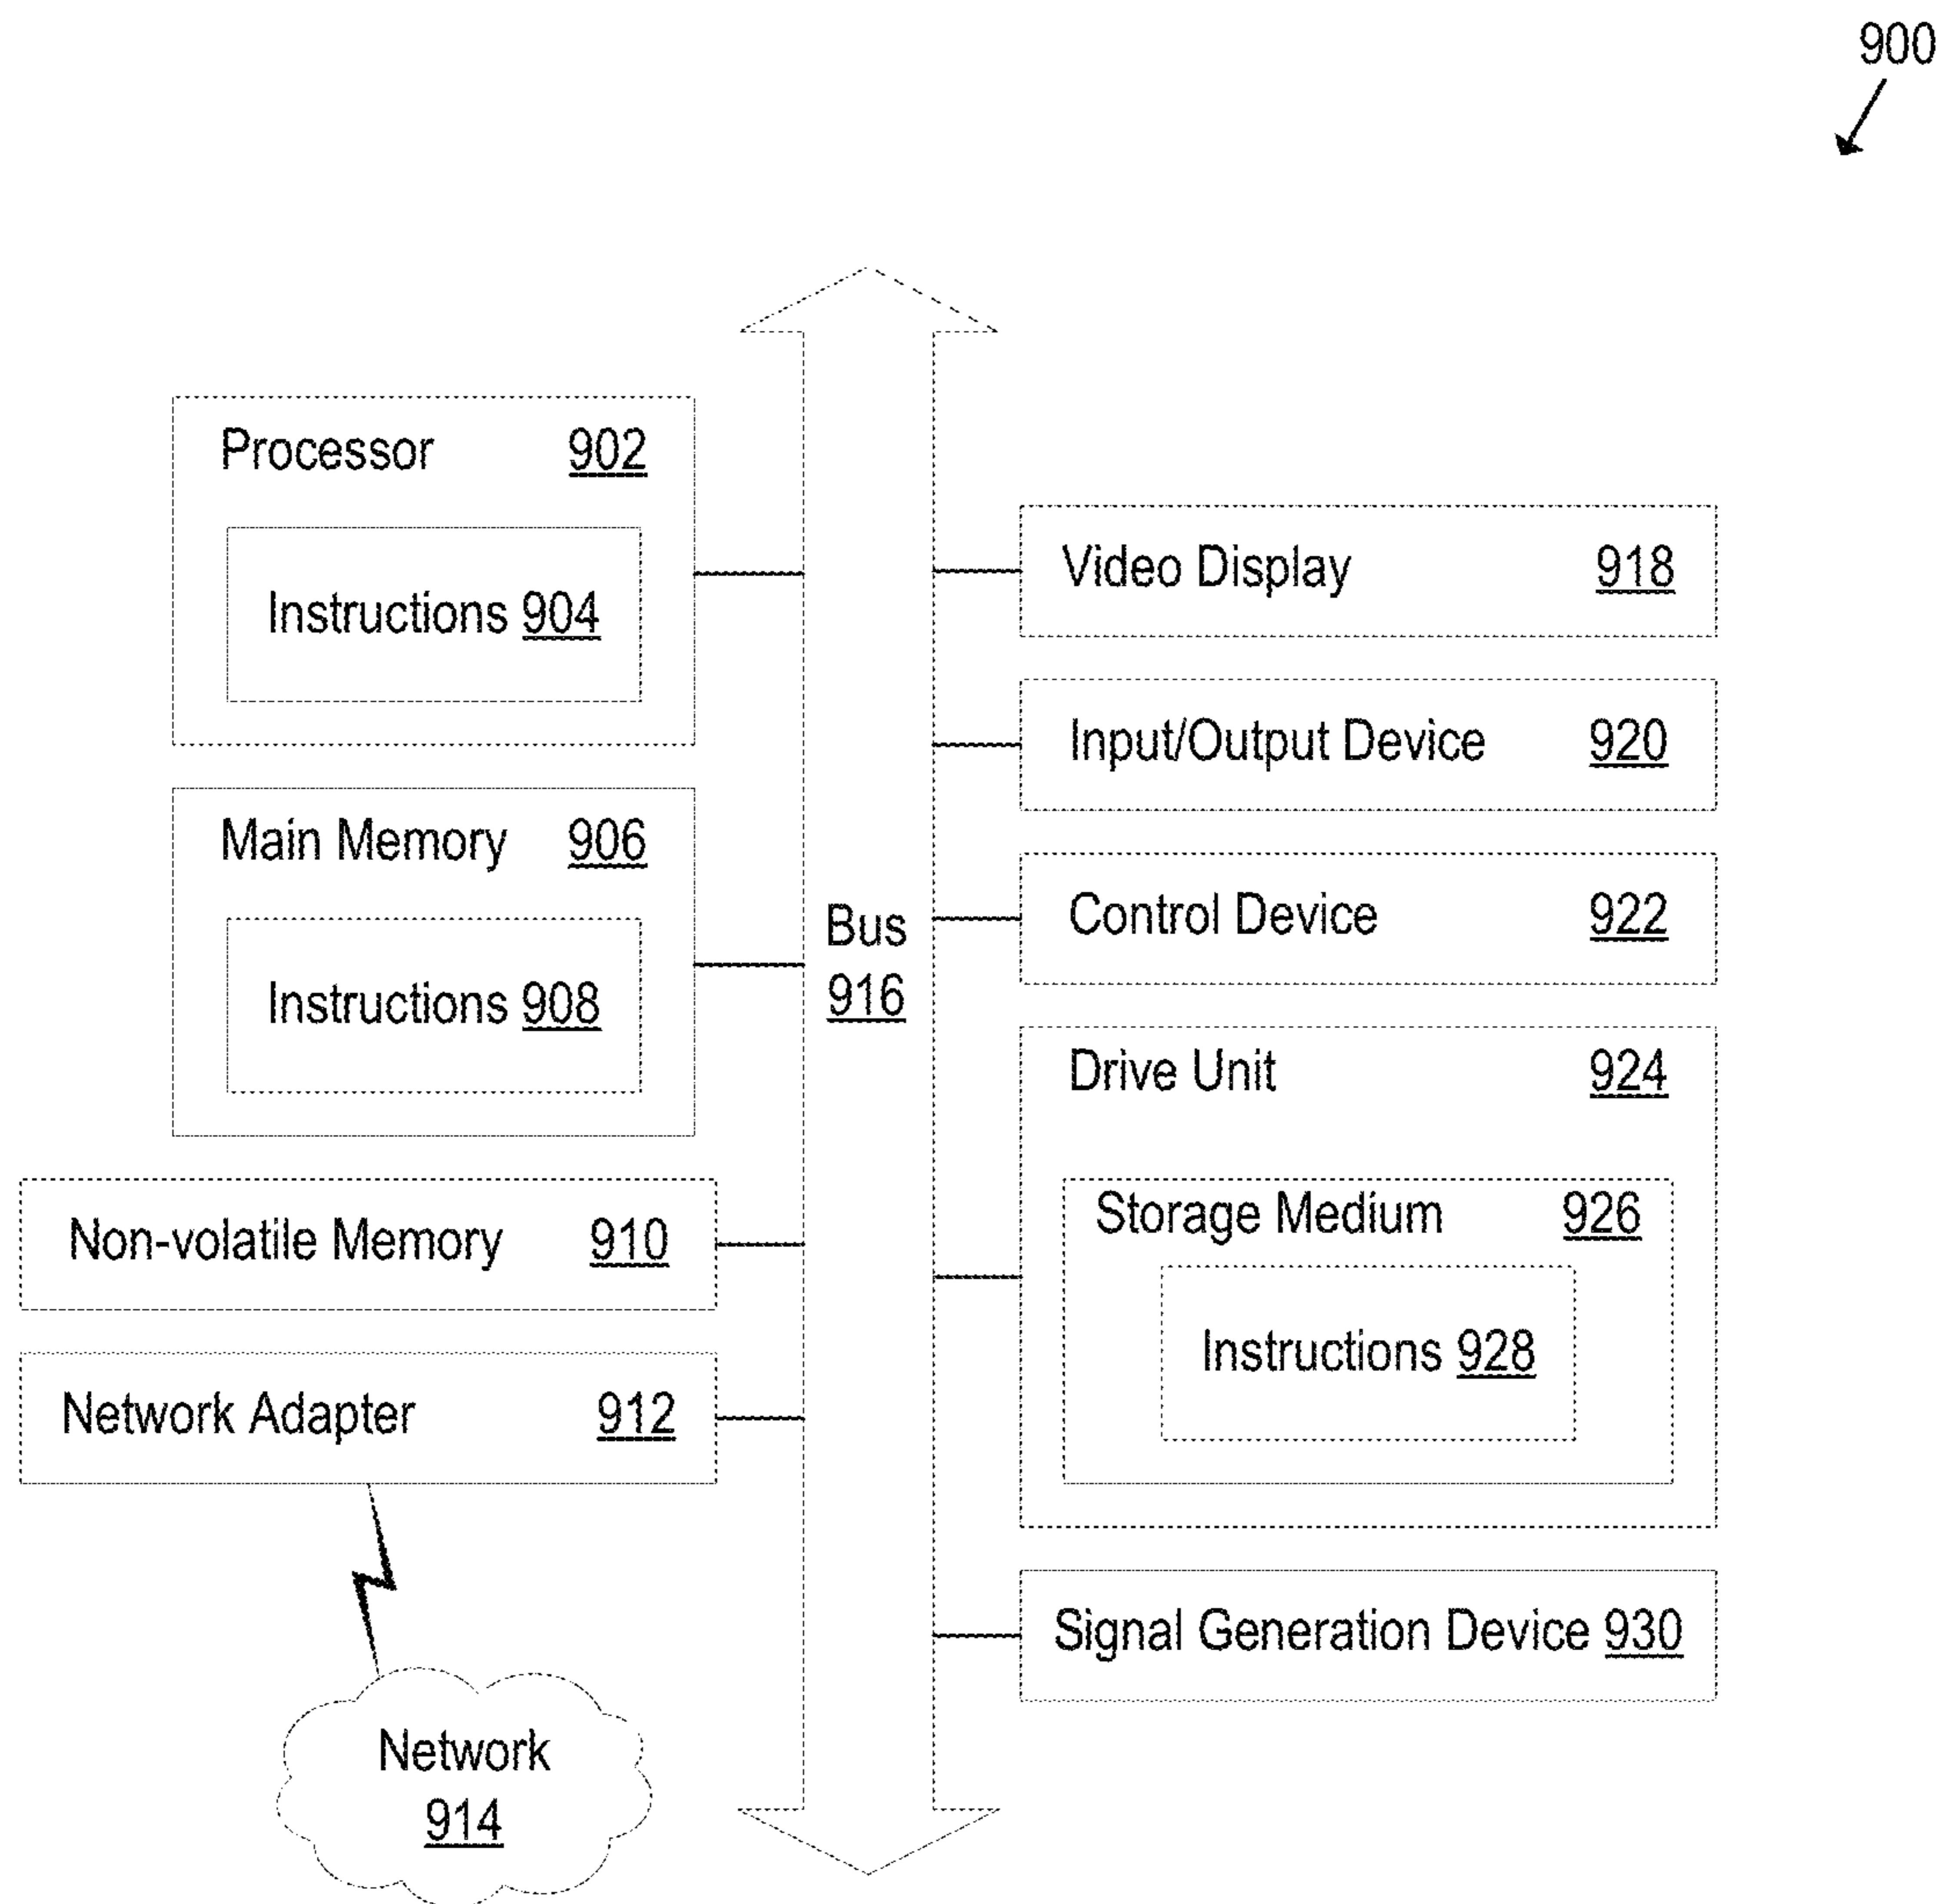 900
Processor 902
Instructions 904
Main Memory 906
Instructions 908
Non-volatile Memory 910
Network Adapter 912
Network
914
Bus
916
Video Display 918
Input/Output Device 920
Control Device 922
Drive Unit 924
Storage Medium 926
Instructions 928
Signal Generation Device 930